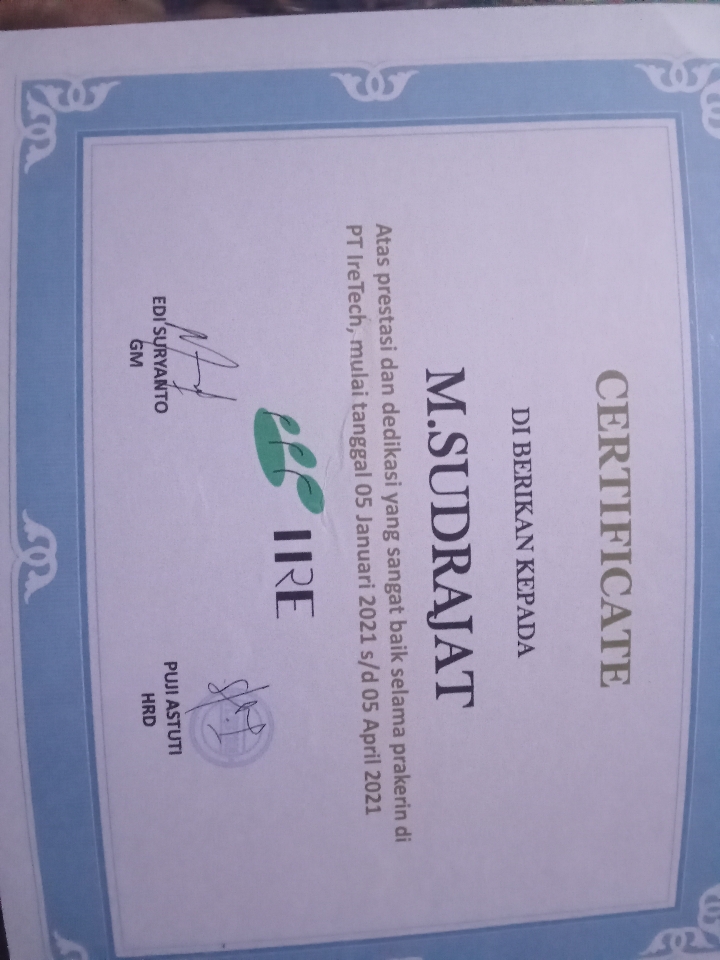 CERTIFICATE
DI BERIKAN KEPADA
M.SUDRAJAT
Atas prestasi dan dedikasi yang sangat baik selama prakerin di
PT IreTech, mulai tanggal 05 Januari 2021 s/d 05 April 2021
IRE
EDI SURYANTO
GM
PUJI ASTUTI
HRD